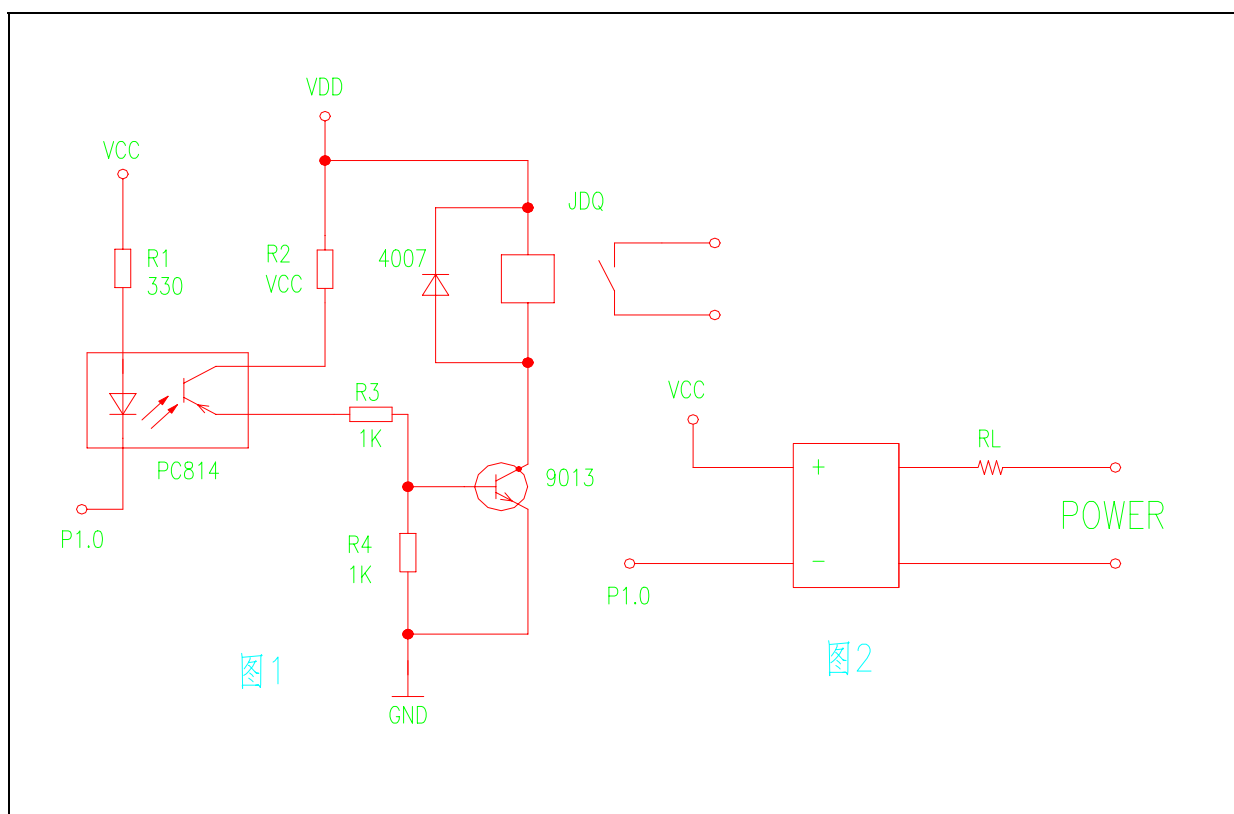 VDD
VCC
R1
330
R2
VCC
4007
JDQ
PC814
R3
1K
P1.0
9013
R4
1K
GND
图1
VCC
RL
+
-
POWER
P1.0
图2